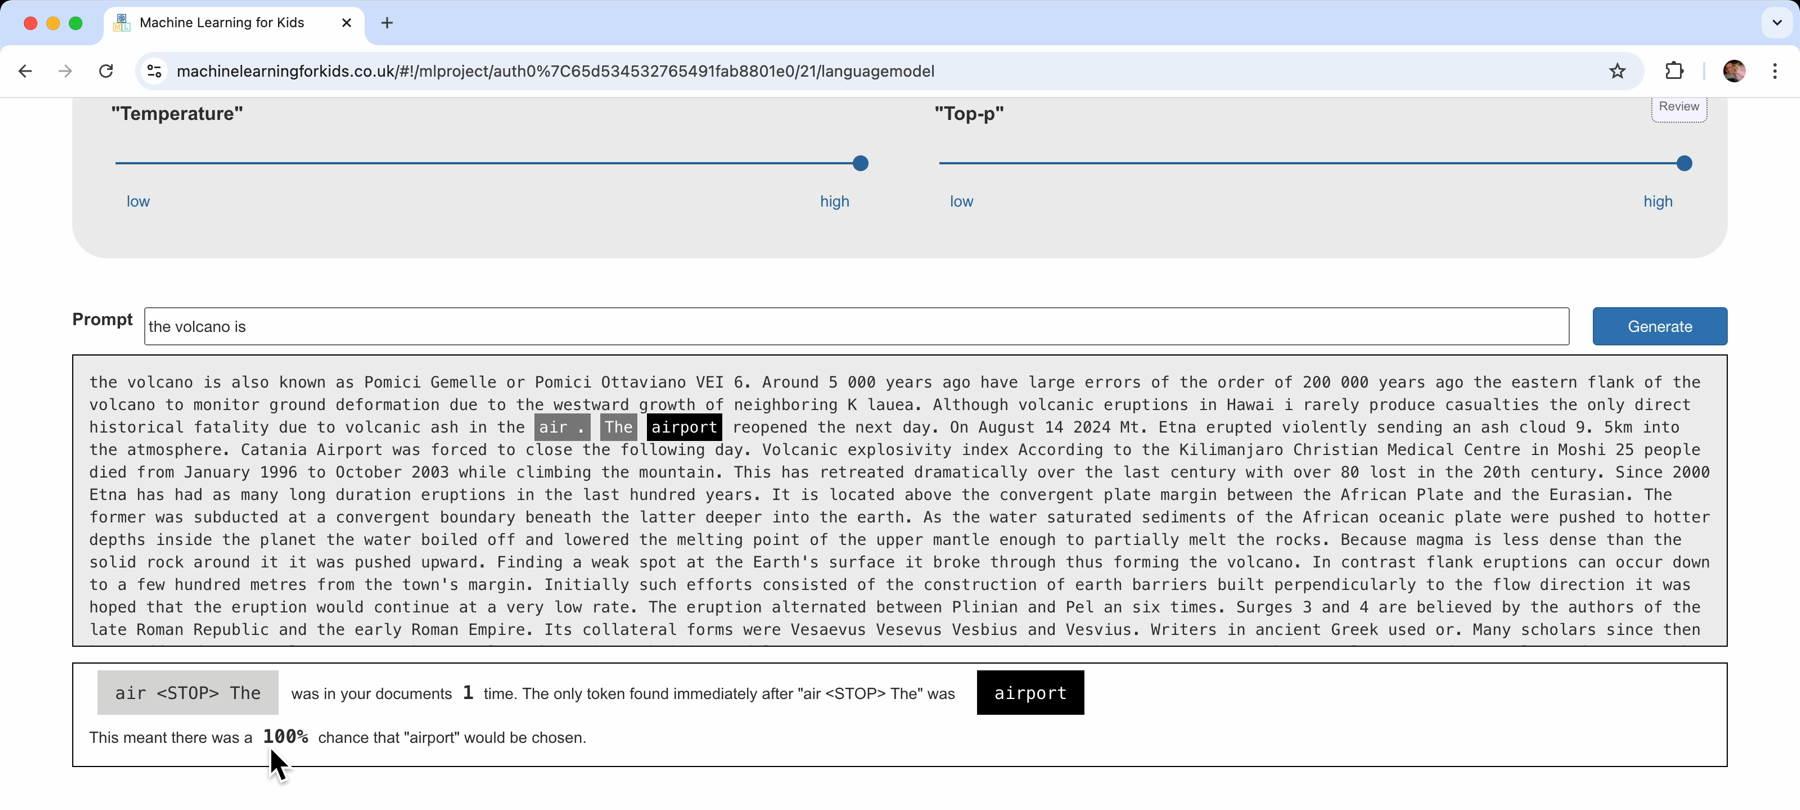 Machine Learning for Kids
machinelearningforkids.co.uk/#!/mlproject/auth0%7C65d534532765491fab8801e0/21/languagemodel
"Temperature"
"Top-p"
Review
low
high
low
high
Prompt
the volcano is
Generate
the volcano is also known as Pomici Gemelle or Pomici Ottaviano VEI 6. Around 5 000 years ago have large errors of the order of 200 000 years ago the eastern flank of the
volcano to monitor ground deformation due to the westward growth of neighboring K lauea. Although volcanic eruptions in Hawai i rarely produce casualties the only direct
historical fatality due to volcanic ash in the air . The airport reopened the next day. On August 14 2024 Mt. Etna erupted violently sending an ash cloud 9. 5km into
the atmosphere. Catania Airport was forced to close the following day. Volcanic explosivity index According to the Kilimanjaro Christian Medical Centre in Moshi 25 people
died from January 1996 to October 2003 while climbing the mountain. This has retreated dramatically over the last century with over 80 lost in the 20th century. Since 2000
Etna has had as many long duration eruptions in the last hundred years. It is located above the convergent plate margin between the African Plate and the Eurasian. The
former was subducted at a convergent boundary beneath the latter deeper into the earth. As the water saturated sediments of the African oceanic plate were pushed to hotter
depths inside the planet the water boiled off and lowered the melting point of the upper mantle enough to partially melt the rocks. Because magma is less dense than the
solid rock around it it was pushed upward. Finding a weak spot at the Earth's surface it broke through thus forming the volcano. In contrast flank eruptions can occur down
to a few hundred metres from the town's margin. Initially such efforts consisted of the construction of earth barriers built perpendicularly to the flow direction it was
hoped that the eruption would continue at a very low rate. The eruption alternated between Plinian and Pel an six times. Surges 3 and 4 are believed by the authors of the
late Roman Republic and the early Roman Empire. Its collateral forms were Vesaevus Vesevus Vesbius and Vesvius. Writers in ancient Greek used or. Many scholars since then
air <STOP> The was in your documents 1 time. The only token found immediately after "air <STOP> The" was airport
This meant there was a 100% chance that "airport" would be chosen.